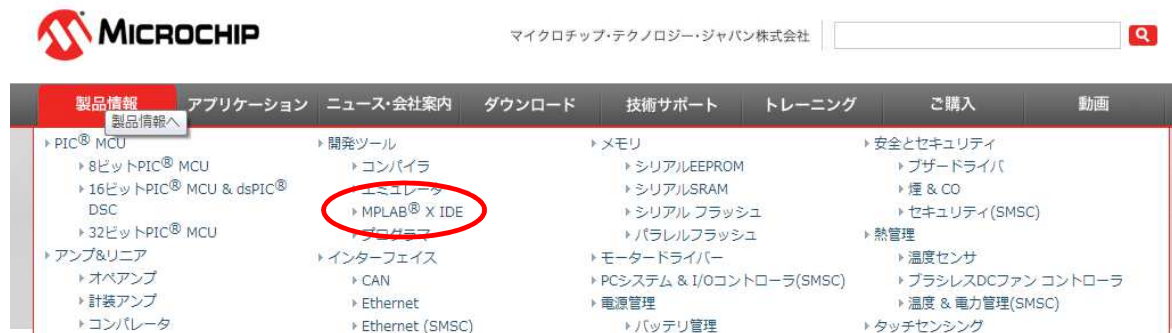 MICROCHIP
マイクロチップ・テクノロジー・ジャパン株式会社
製品情報 アプリケーション ニュース・会社案内 ダウンロード 技術サポート トレーニング ご購入 動画
製品情報へ
PIC® MCU
8ビットPIC® MCU
16ビットPIC® MCU & dsPIC®
DSC
32ビットPIC® MCU
アンプ&リニア
オペアンプ
計装アンプ
コンパレータ
開発ツール
コンパイラ
エミュレータ
MPLAB® X IDE
プログラマ
インターフェイス
CAN
Ethernet
Ethernet (SMSC)
メモリ
シリアルEEPROM
シリアルSRAM
シリアル フラッシュ
パラレルフラッシュ
モータードライバー
PCシステム & I/Oコントローラ(SMSC)
電源管理
バッテリ管理
安全とセキュリティ
ブザードライバ
煙 & CO
セキュリティ(SMSC)
熱管理
温度センサ
ブラシレスDCファン コントローラ
温度 & 電力管理(SMSC)
タッチセンシング